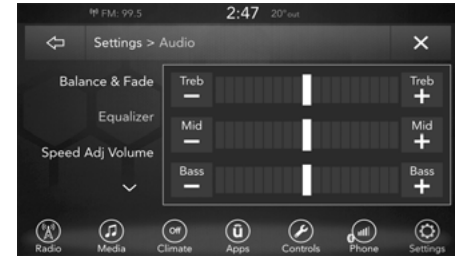 FM: 99.5 2:47 20°out
Settings > Audio X
Balance & Fade Treb − Treb +
Equalizer Mid − Mid +
Speed Adj Volume Bass − Bass +
Off ū
Radio Media Climate Apps Controls Phone Settings